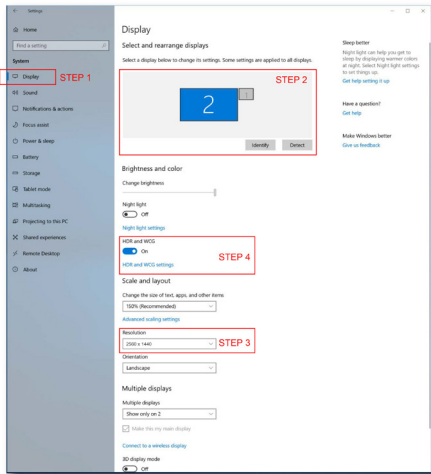 Settings
Home
Find a setting
System
Display
STEP 1
Sound
Notifications & actions
Focus assist
Power & sleep
Battery
Storage
Tablet mode
Multitasking
Projecting to this PC
Shared experiences
Remote Desktop
About
Display
Select and rearrange displays
Select a display below to change its settings. Some settings are applied to all displays.
STEP 2
2
1
Identify
Detect
Brightness and color
Change brightness
Night light
Off
Night light settings
HDR and WCG
On
STEP 4
HDR and WCG settings
Scale and layout
Change the size of text, apps, and other items
150% (Recommended)
Advanced scaling settings
Resolution
2560 x 1440
STEP 3
Orientation
Landscape
Multiple displays
Multiple displays
Show only on 2
Make this my main display
Connect to a wireless display
3D display mode
Off
Sleep better
Night light can help you get to
sleep by displaying warmer colors
at night. Select Night light settings
to set things up.
Get help setting it up
Have a question?
Get help
Make Windows better
Give us feedback